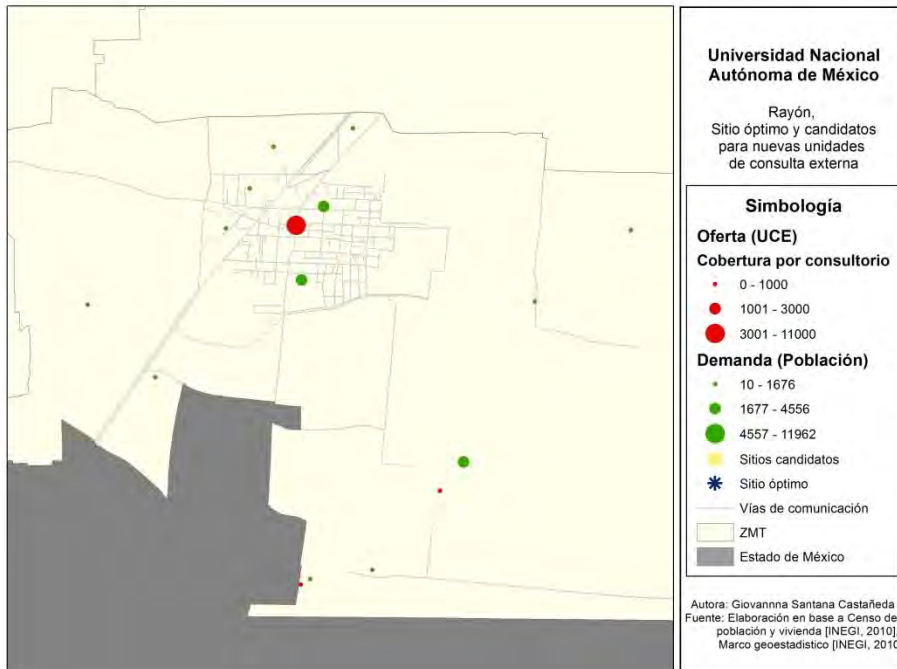 Universidad Nacional
Autónoma de México
Rayón,
Sitio óptimo y candidatos
para nuevas unidades
de consulta externa
Simbología
Oferta (UCE)
Cobertura por consultorio
0 - 1000
1001 - 3000
3001 - 11000
Demanda (Población)
10 - 1676
1677 - 4556
4557 - 11962
Sitios candidatos
Sitio óptimo
Vías de comunicación
ZMT
Estado de México
Autora: Giovannna Santana Castañeda
Fuente: Elaboración en base a Censo de
población y vivienda [INEGI, 2010],
Marco geoestadistico [INEGI, 2010